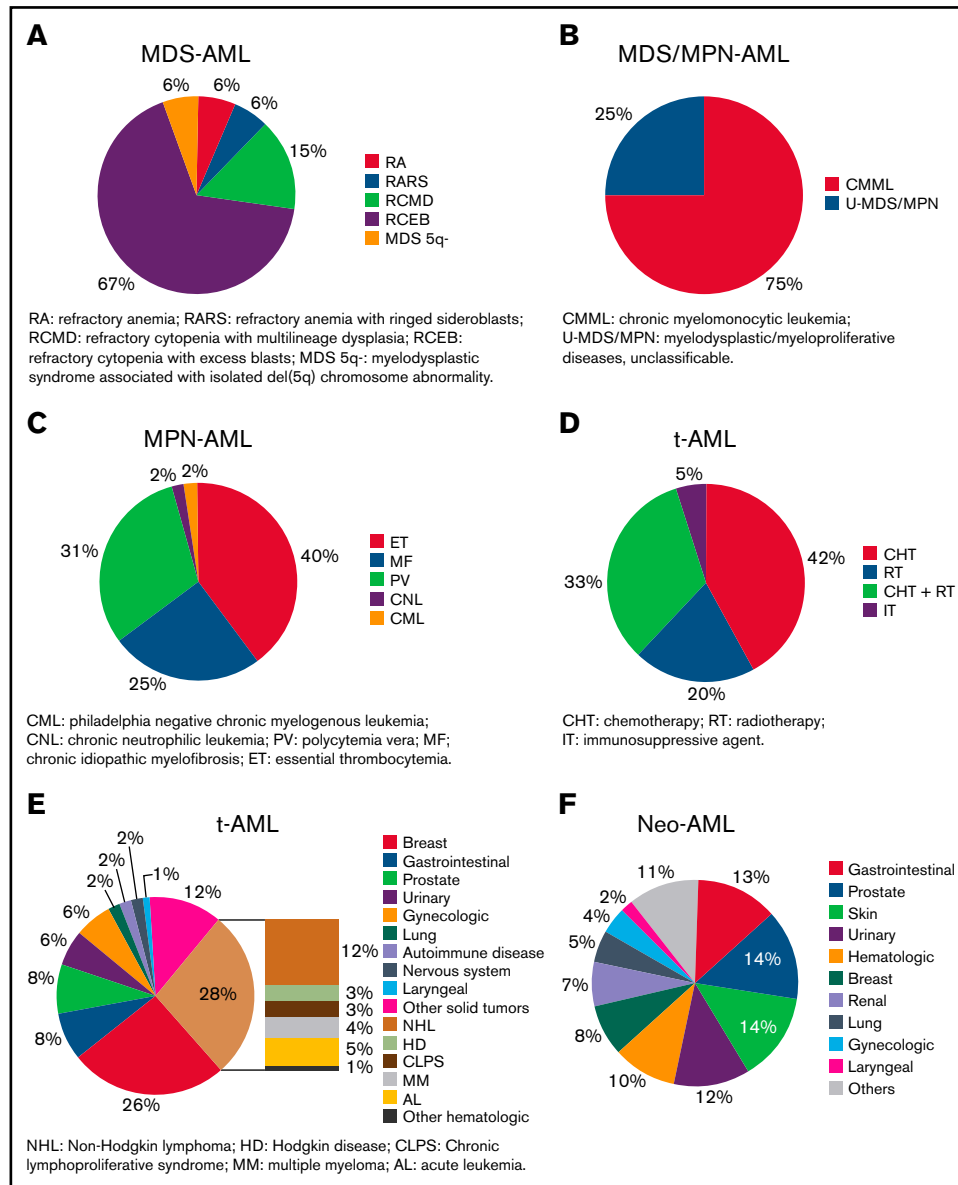 A
MDS-AML
6%
6%
6%
15%
67%
RA
RARS
RCMD
RCEB
MDS 5q-
RA: refractory anemia; RARS: refractory anemia with ringed sideroblasts;
RCMD: refractory cytopenia with multilineage dysplasia; RCEB:
refractory cytopenia with excess blasts; MDS 5q-: myelodysplastic
syndrome associated with isolated del(5q) chromosome abnormality.
B
MDS/MPN-AML
25%
75%
CMML
U-MDS/MPN
CMML: chronic myelomonocytic leukemia;
U-MDS/MPN: myelodysplastic/myeloproliferative
diseases, unclassifiable.
C
MPN-AML
2%
2%
31%
40%
25%
ET
MF
PV
CNL
CML
CML: philadelphia negative chronic myelogenous leukemia;
CNL: chronic neutrophilic leukemia; PV: polycytemia vera; MF;
chronic idiopathic myelofibrosis; ET: essential thrombocytemia.
D
t-AML
5%
42%
33%
20%
CHT
RT
CHT + RT
IT
CHT: chemotherapy; RT: radiotherapy;
IT: immunosuppressive agent.
E
t-AML
2%
2%
2%
1%
12%
6%
6%
8%
8%
26%
28%
12%
3%
3%
4%
5%
1%
Breast
Gastrointestinal
Prostate
Urinary
Gynecologic
Lung
Autoimmune disease
Nervous system
Laryngeal
Other solid tumors
NHL
HD
CLPS
MM
AL
Other hematologic
NHL: Non-Hodgkin lymphoma; HD: Hodgkin disease; CLPS: Chronic
lymphoproliferative syndrome; MM: multiple myeloma; AL: acute leukemia.
F
Neo-AML
11%
13%
2%
4%
5%
14%
7%
14%
8%
10%
12%
Gastrointestinal
Prostate
Skin
Urinary
Hematologic
Breast
Renal
Lung
Gynecologic
Laryngeal
Others